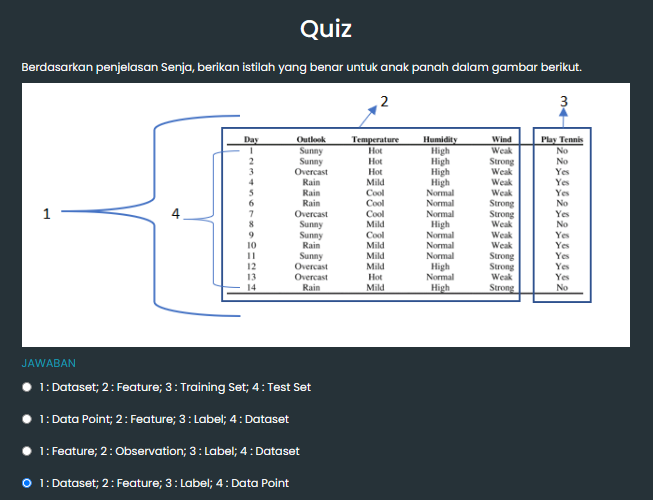 Quiz
Berdasarkan penjelasan Senja, berikan istilah yang benar untuk anak panah dalam gambar berikut.
2
3
Day Outlook Temperature Humidity Wind Play Tennis
1 Sunny Hot High Weak No
2 Sunny Hot High Strong No
3 Overcast Hot High Weak Yes
4 Rain Mild High Weak Yes
5 Rain Cool Normal Weak Yes
6 Rain Cool Normal Strong No
7 Overcast Cool Normal Strong Yes
8 Sunny Mild High Weak No
9 Sunny Cool Normal Weak Yes
10 Rain Mild Normal Weak Yes
11 Sunny Mild Normal Strong Yes
12 Overcast Mild High Strong Yes
13 Overcast Hot Normal Weak Yes
14 Rain Mild High Strong No
1
4
JAWABAN
1 : Dataset; 2 : Feature; 3 : Training Set; 4 : Test Set
1 : Data Point; 2 : Feature; 3 : Label; 4 : Dataset
1 : Feature; 2 : Observation; 3 : Label; 4 : Dataset
1 : Dataset; 2 : Feature; 3 : Label; 4 : Data Point